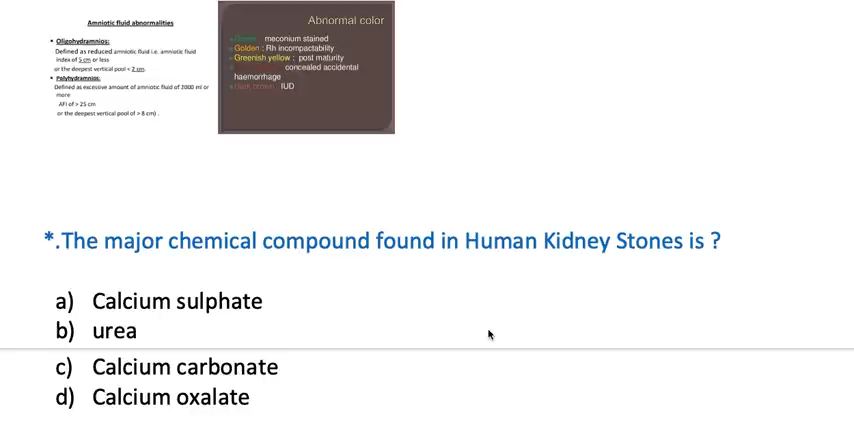 Amniotic fluid abnormalities
• Oligohydramnios:
Defined as reduced amniotic fluid i.e. amniotic fluid
index of 5 cm or less
or the deepest vertical pool < 2 cm.
• Polyhydramnios:
Defined as excessive amount of amniotic fluid of 2000 ml or
more
AFI of > 25 cm
or the deepest vertical pool of > 8 cm) .
Abnormal color
meconium stained
Golden : Rh incompactability
Greenish yellow : post maturity
concealed accidental
haemorrhage
Dark brown IUD
*.The major chemical compound found in Human Kidney Stones is ?
a) Calcium sulphate
b) urea
c) Calcium carbonate
d) Calcium oxalate